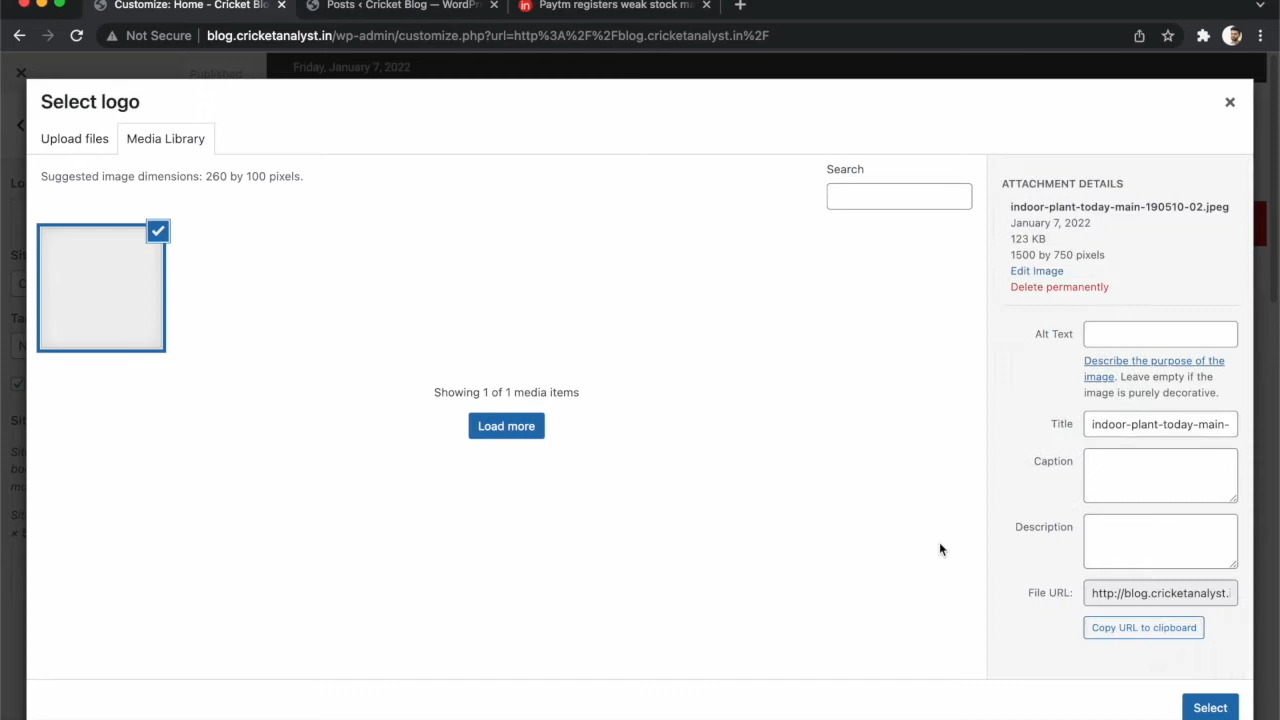 Customize: Home - Cricket Blo
Posts ‹ Cricket Blog — WordPr
Paytm registers weak stock ma
Not Secure
blog.cricketanalyst.in/wp-admin/customize.php?url=http%3A%2F%2Fblog.cricketanalyst.in%2F
Published
Friday, January 7, 2022
Select logo
Upload files
Media Library
Suggested image dimensions: 260 by 100 pixels.
Search
ATTACHMENT DETAILS
indoor-plant-today-main-190510-02.jpeg
January 7, 2022
123 KB
1500 by 750 pixels
Edit Image
Delete permanently
Showing 1 of 1 media items
Load more
Alt Text
Describe the purpose of the
image. Leave empty if the
image is purely decorative.
Title
indoor-plant-today-main-
Caption
Description
File URL:
http://blog.cricketanalyst.i
Copy URL to clipboard
Select